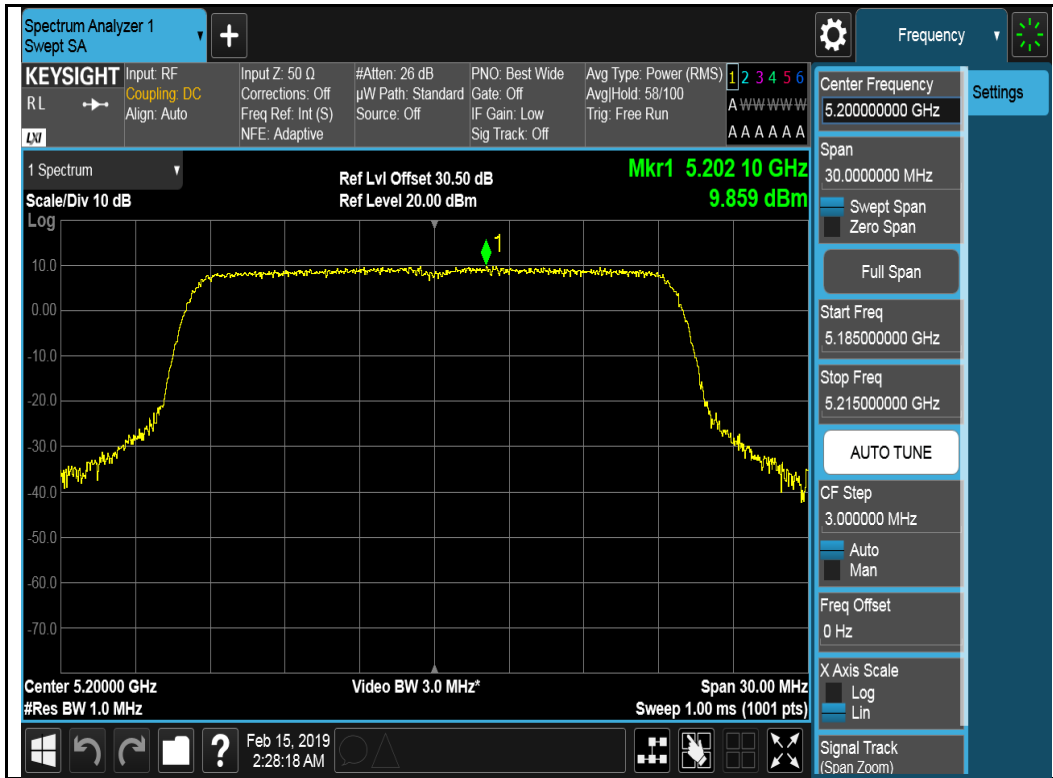 Spectrum Analyzer 1
Swept SA
+
Frequency
KEYSIGHT
R L
LXI
Input: RF
Coupling: DC
Align: Auto
Input Z: 50 Ω
Corrections: Off
Freq Ref: Int (S)
NFE: Adaptive
#Atten: 26 dB
µW Path: Standard
Source: Off
PNO: Best Wide
Gate: Off
IF Gain: Low
Sig Track: Off
Avg Type: Power (RMS)
Avg|Hold: 58/100
Trig: Free Run
1 2 3 4 5 6
A W W W W W
A A A A A A
1 Spectrum
Scale/Div 10 dB
Ref Lvl Offset 30.50 dB
Ref Level 20.00 dBm
Mkr1 5.202 10 GHz
9.859 dBm
Log
1
10.0
0.00
-10.0
-20.0
-30.0
-40.0
-50.0
-60.0
-70.0
Center 5.20000 GHz
Video BW 3.0 MHz*
Span 30.00 MHz
#Res BW 1.0 MHz
Sweep 1.00 ms (1001 pts)
?
Feb 15, 2019
2:28:18 AM
Center Frequency
5.200000000 GHz
Settings
Span
30.0000000 MHz
Swept Span
Zero Span
Full Span
Start Freq
5.185000000 GHz
Stop Freq
5.215000000 GHz
AUTO TUNE
CF Step
3.000000 MHz
Auto
Man
Freq Offset
0 Hz
X Axis Scale
Log
Lin
Signal Track
(Span Zoom)